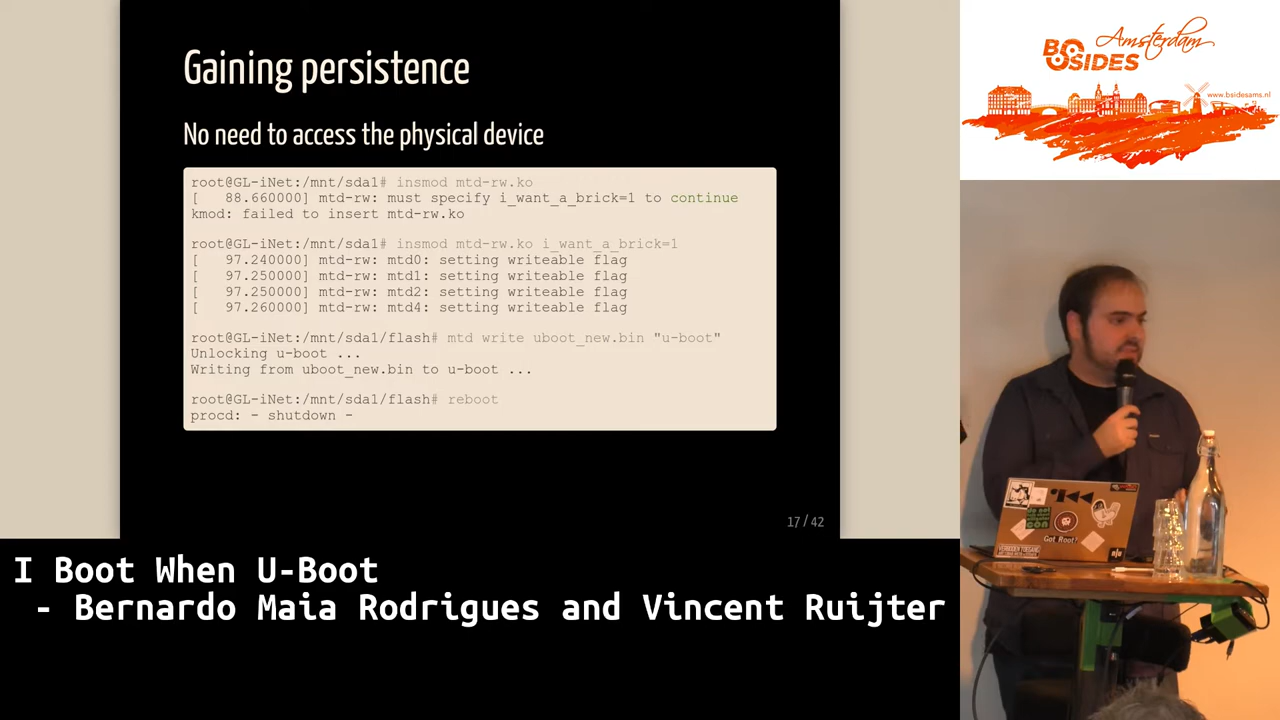 Gaining persistence
No need to access the physical device
root@GL-iNet:/mnt/sda1# insmod mtd-rw.ko
[   88.660000] mtd-rw: must specify i_want_a_brick=1 to continue
kmod: failed to insert mtd-rw.ko
root@GL-iNet:/mnt/sda1# insmod mtd-rw.ko i_want_a_brick=1
[   97.240000] mtd-rw: mtd0: setting writeable flag
[   97.250000] mtd-rw: mtd1: setting writeable flag
[   97.250000] mtd-rw: mtd2: setting writeable flag
[   97.260000] mtd-rw: mtd4: setting writeable flag
root@GL-iNet:/mnt/sda1/flash# mtd write uboot_new.bin "u-boot"
Unlocking u-boot ...
Writing from uboot_new.bin to u-boot ...
root@GL-iNet:/mnt/sda1/flash# reboot
procd: - shutdown -
17 / 42
Amsterdam
BSIDES
www.bsidesams.nl
Got Root?
I Boot When U-Boot
- Bernardo Maia Rodrigues and Vincent Ruijter